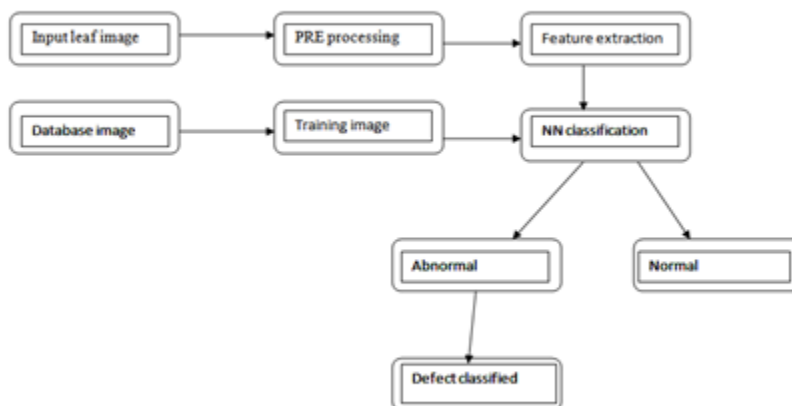 Input leaf image
PRE processing
Feature extraction
Database image
Training image
NN classification
Abnormal
Normal
Defect classified